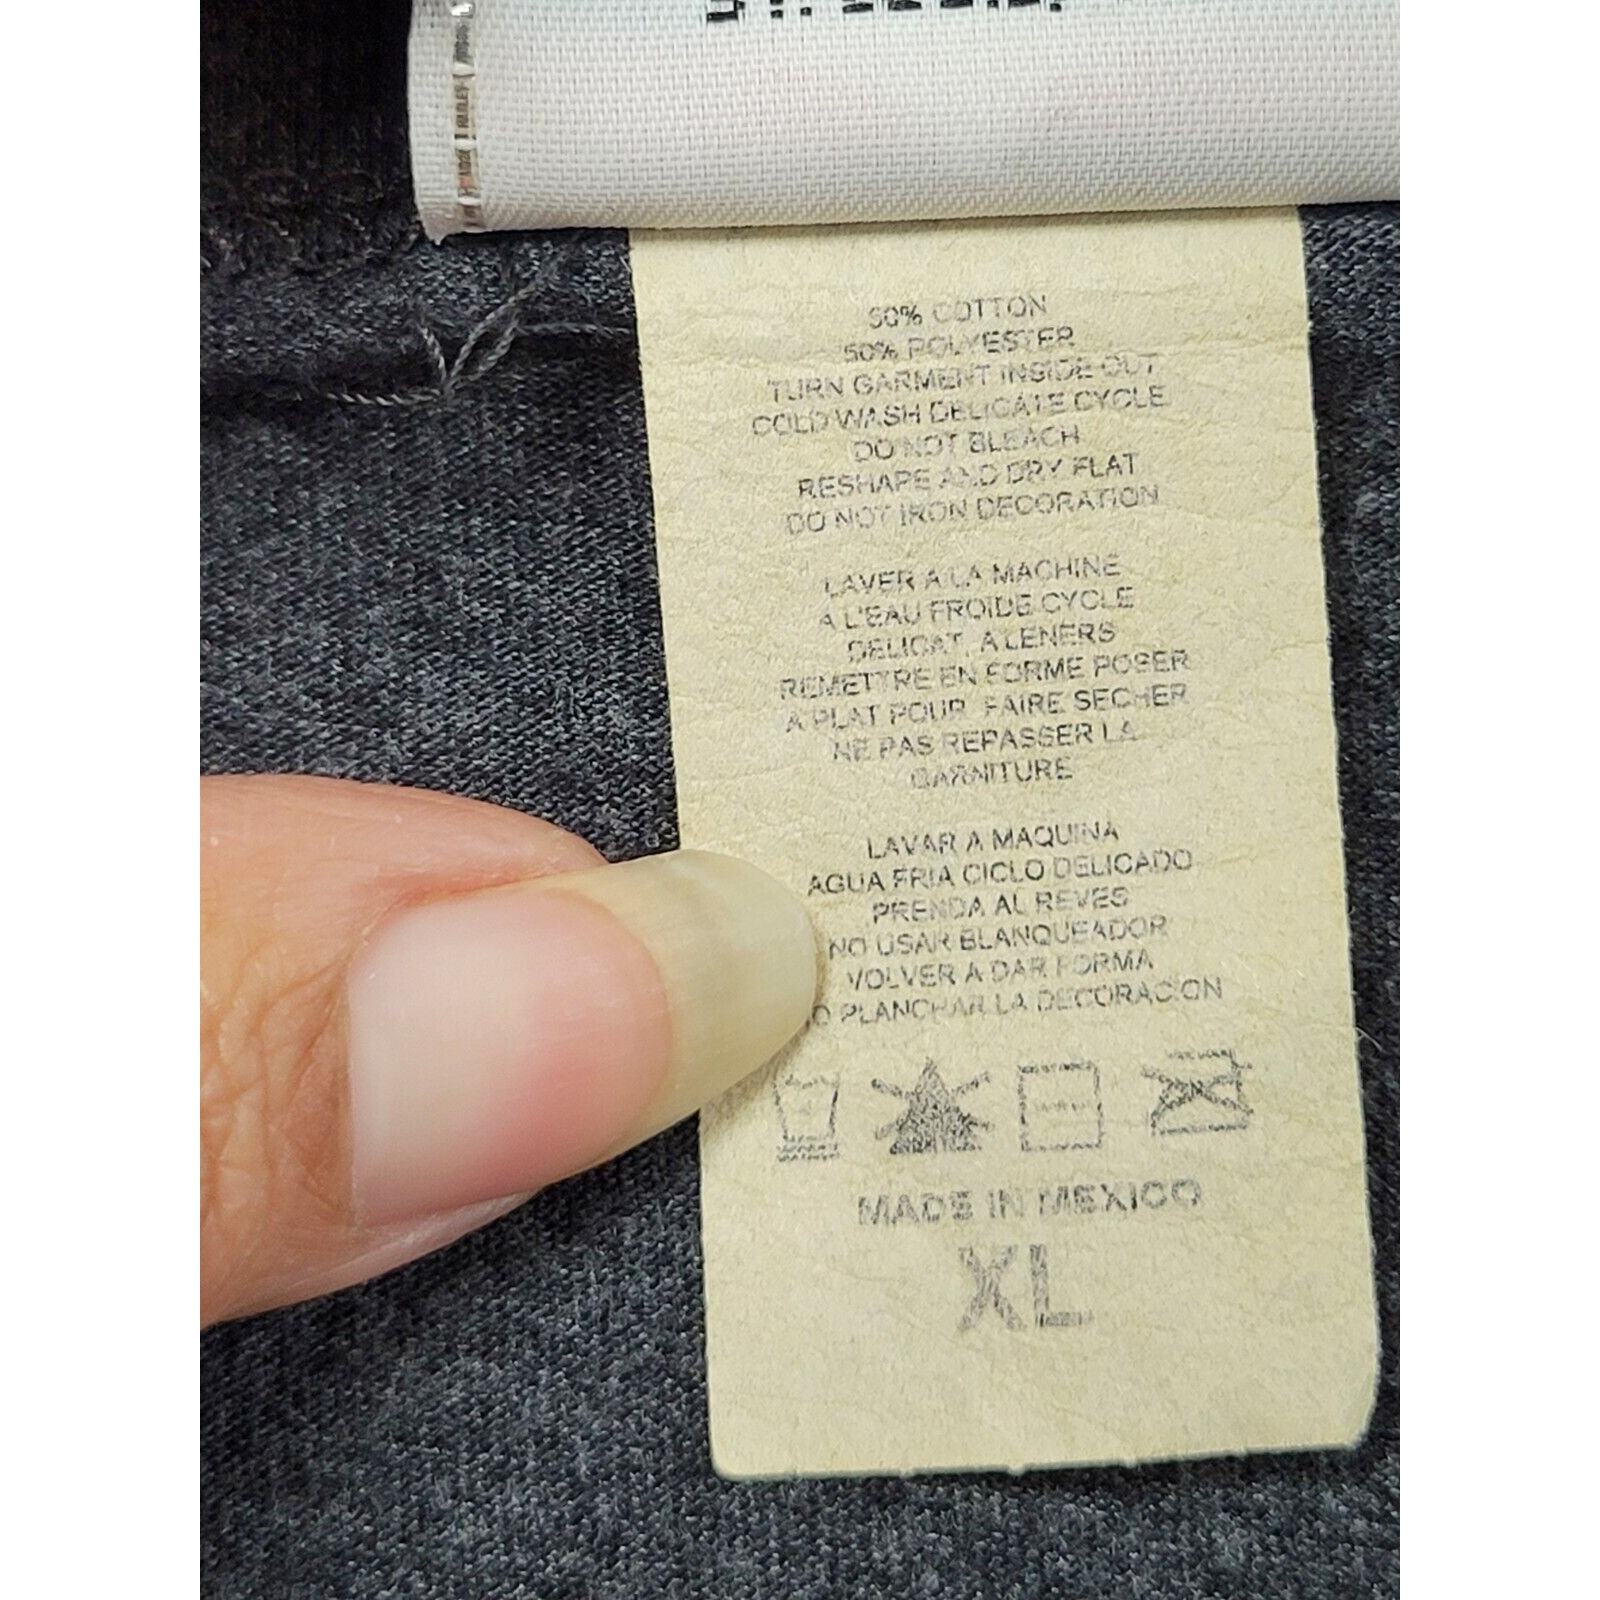 HARLEY
50% COTTON
50% POLYESTER
TURN GARMENT INSIDE OUT
COLD WASH DELICATE CYCLE
DO NOT BLEACH
RESHAPE AND DRY FLAT
DO NOT IRON DECORATION
LAVER A LA MACHINE
A L'EAU FROIDE CYCLE
DELICAT, A LENERS
REMETTRE EN FORME POSER
A PLAT POUR FAIRE SECHER
NE PAS REPASSER LA
GARNITURE
LAVAR A MAQUINA
AGUA FRIA CICLO DELICADO
PRENDA AL REVES
NO USAR BLANQUEADOR
VOLVER A DAR FORMA
PLANCHAR LA DECORACION
MADE IN MEXICO
XL